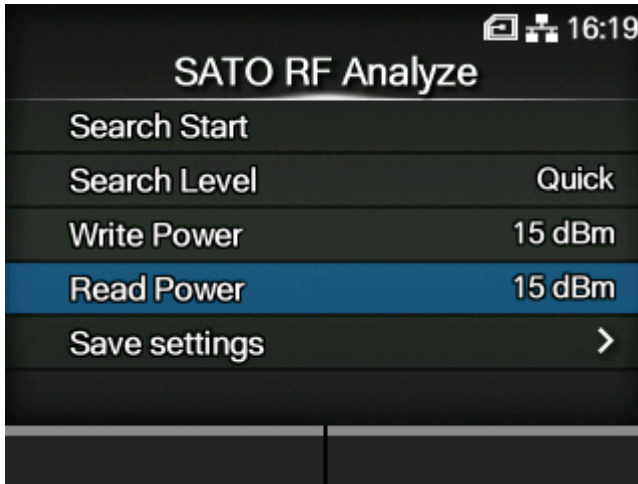 16:19
SATO RF Analyze
Search Start
Search Level Quick
Write Power 15 dBm
Read Power 15 dBm
Save settings